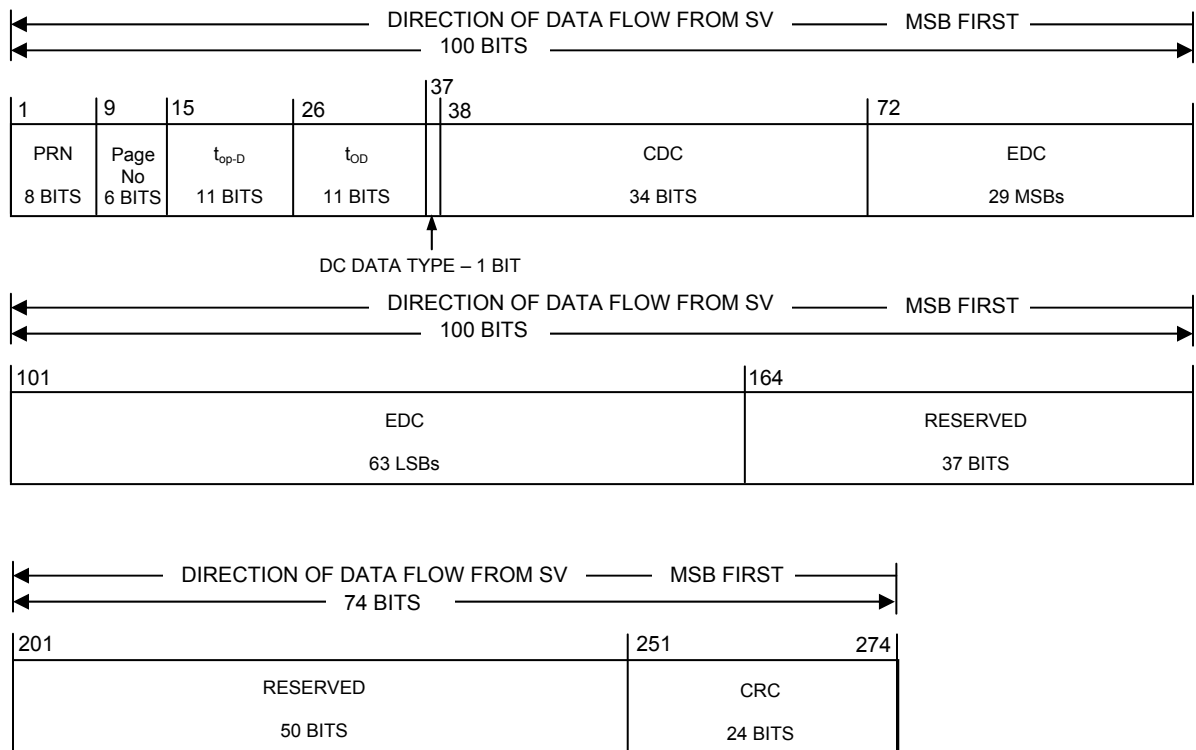 DIRECTION OF DATA FLOW FROM SV MSB FIRST
100 BITS
1 9 15 26 37 38 72
PRN Page No t_op-D t_OD CDC EDC
8 BITS 6 BITS 11 BITS 11 BITS 34 BITS 29 MSBs
DC DATA TYPE – 1 BIT
DIRECTION OF DATA FLOW FROM SV MSB FIRST
100 BITS
101 164
EDC RESERVED
63 LSBs 37 BITS
DIRECTION OF DATA FLOW FROM SV MSB FIRST
74 BITS
201 251 274
RESERVED CRC
50 BITS 24 BITS